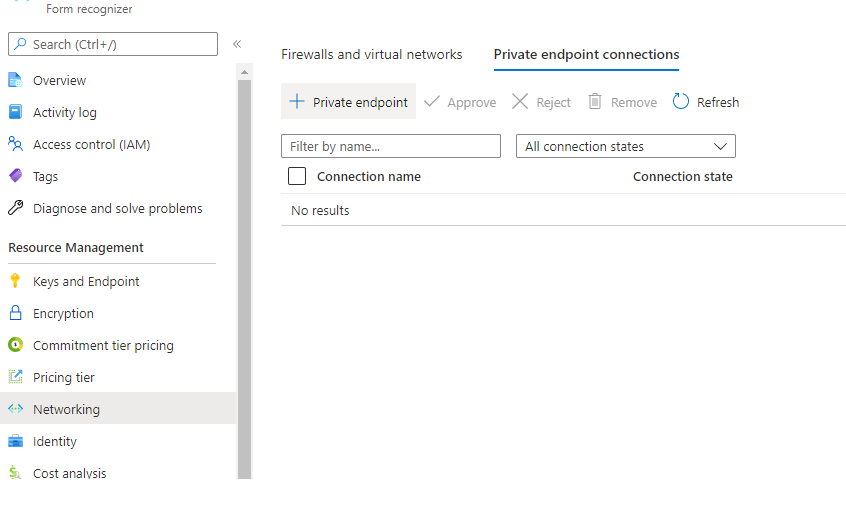 Form recognizer
Search (Ctrl+/)
«
Overview
Activity log
Access control (IAM)
Tags
Diagnose and solve problems
Resource Management
Keys and Endpoint
Encryption
Commitment tier pricing
Pricing tier
Networking
Identity
Cost analysis
Firewalls and virtual networks Private endpoint connections
Private endpoint Approve Reject Remove Refresh
Filter by name... All connection states
Connection name Connection state
No results